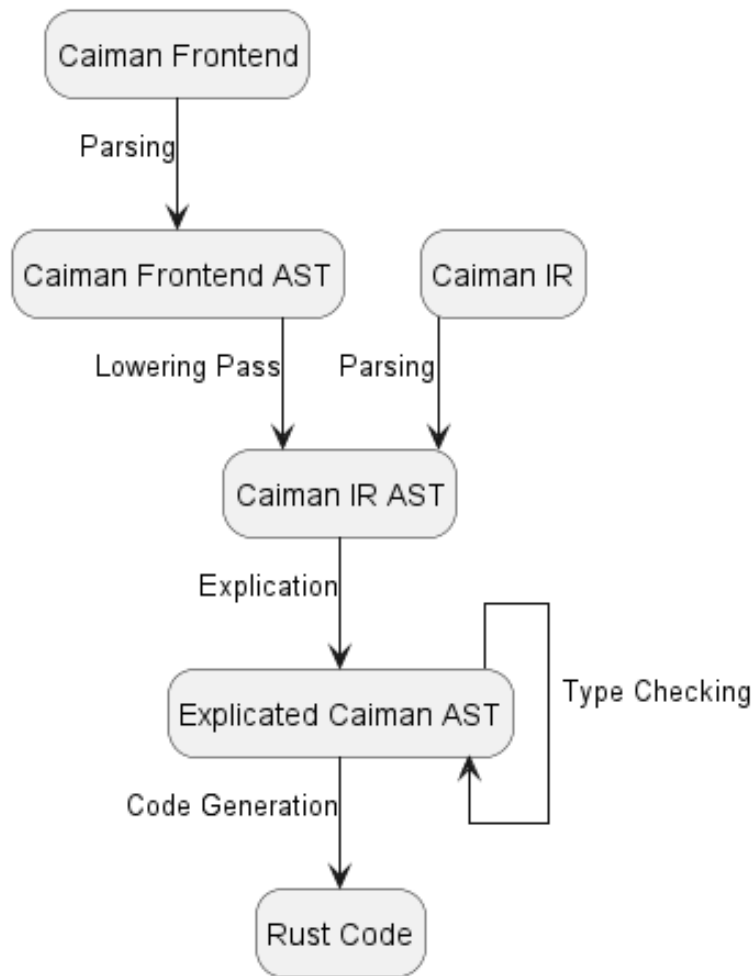 Caiman Frontend
Parsing
Caiman Frontend AST
Caiman IR
Lowering Pass
Parsing
Caiman IR AST
Explication
Explicated Caiman AST
Type Checking
Code Generation
Rust Code